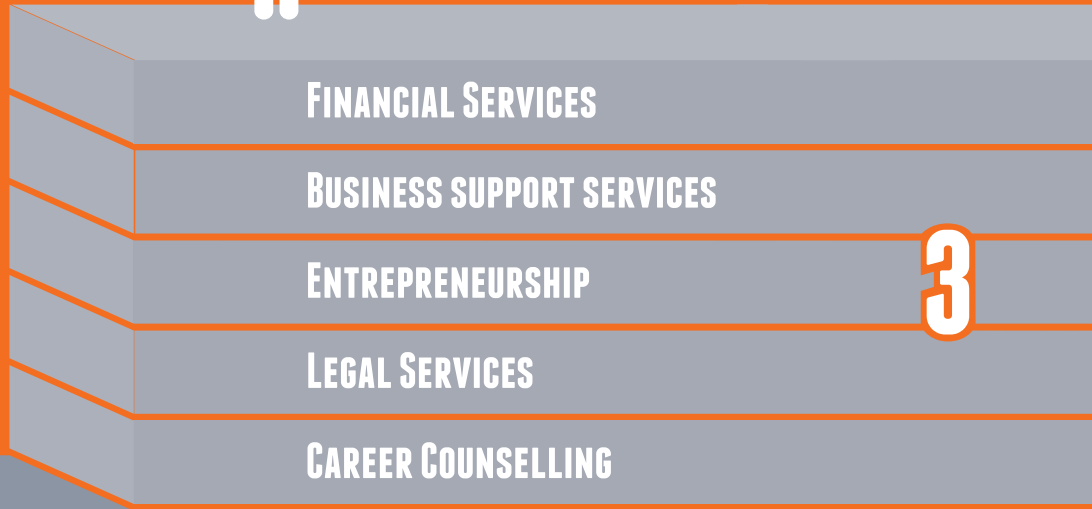 Financial Services
Business support services
Entrepreneurship
3
Legal Services
Career Counselling